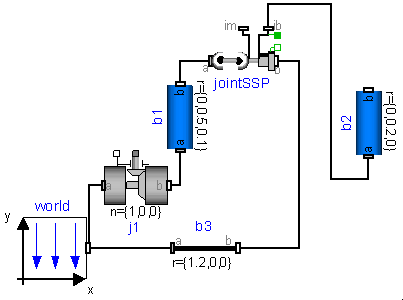 im
ib
a
b
jointSSP
b
b1
r={0,0.5,0.1}
a
b
b2
r={0,0.2,0}
a
a
b
n={1,0,0}
j1
world
y
x
b3
a
b
r={1.2,0,0}